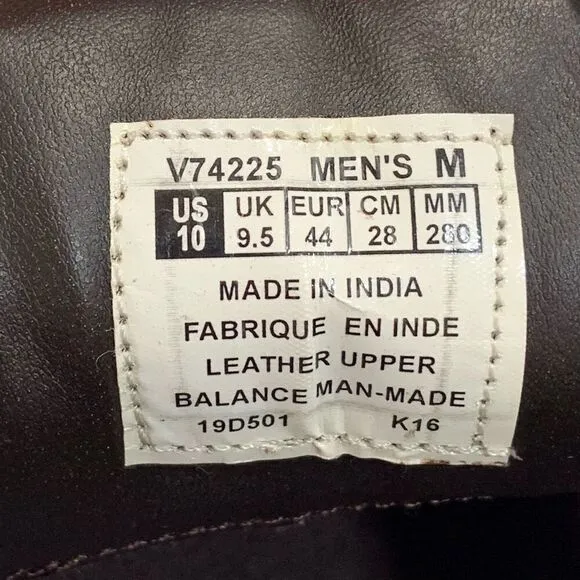 V74225 MEN'S M
US UK EUR CM MM
10 9.5 44 28 280
MADE IN INDIA
FABRIQUE EN INDE
LEATHER UPPER
BALANCE MAN-MADE
19D501 K16